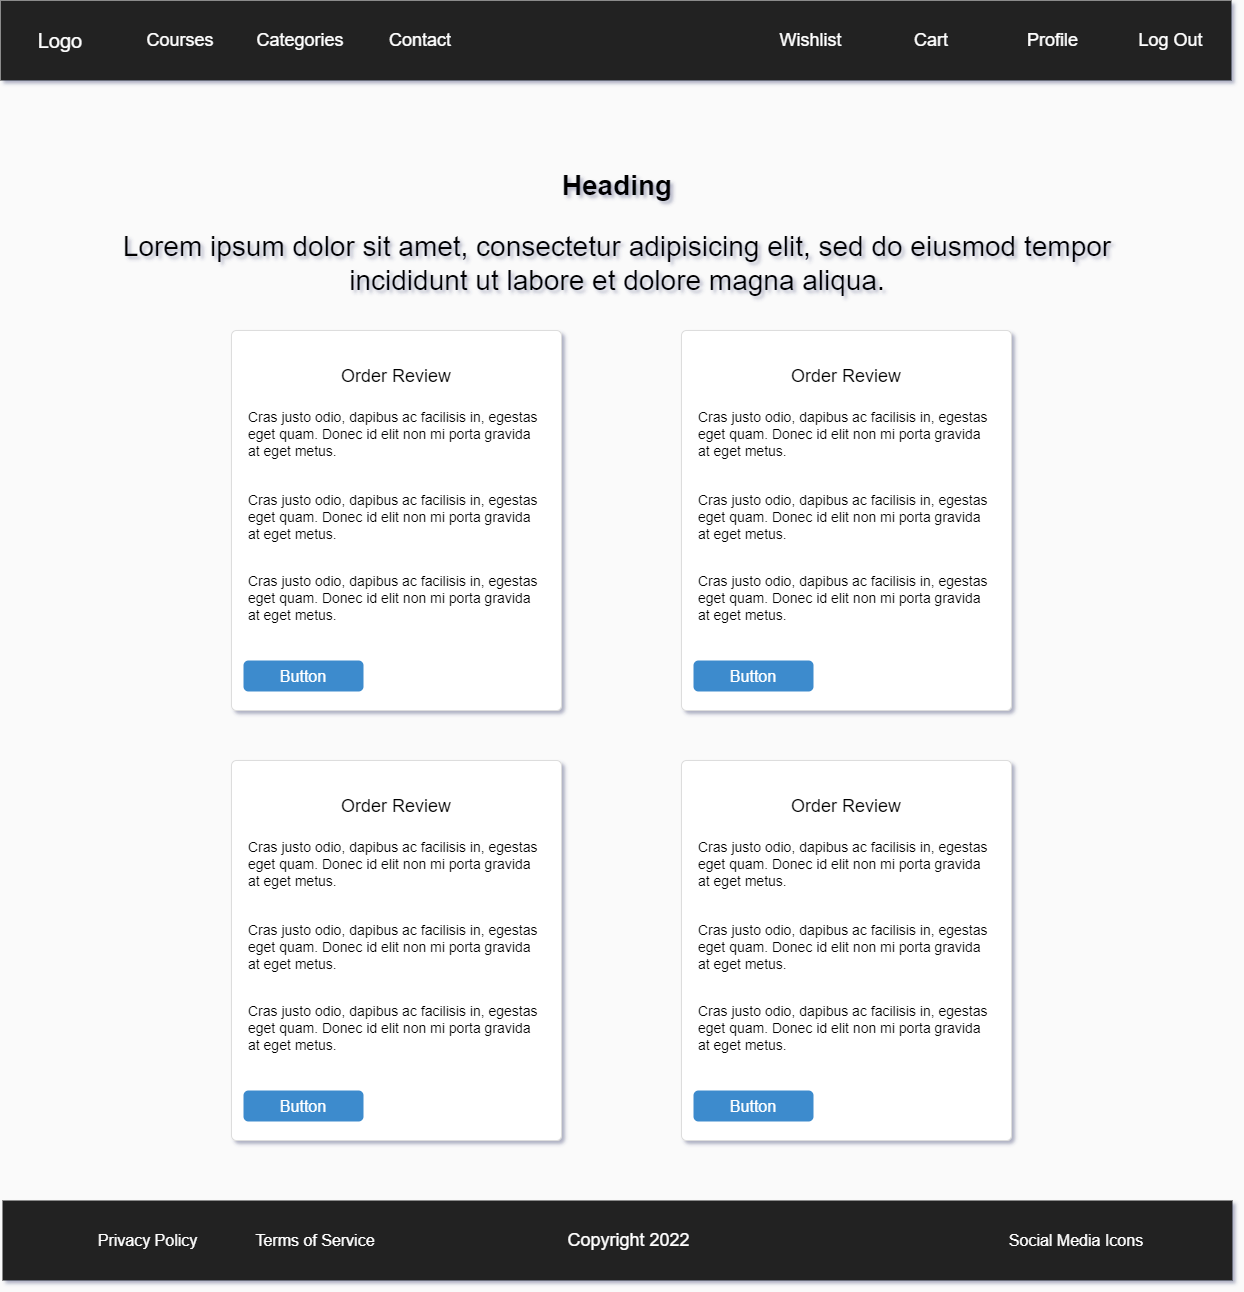 Logo Courses Categories Contact Wishlist Cart Profile Log Out
Heading
Lorem ipsum dolor sit amet, consectetur adipisicing elit, sed do eiusmod tempor
incididunt ut labore et dolore magna aliqua.
Order Review
Cras justo odio, dapibus ac facilisis in, egestas
eget quam. Donec id elit non mi porta gravida
at eget metus.
Cras justo odio, dapibus ac facilisis in, egestas
eget quam. Donec id elit non mi porta gravida
at eget metus.
Cras justo odio, dapibus ac facilisis in, egestas
eget quam. Donec id elit non mi porta gravida
at eget metus.
Button
Order Review
Cras justo odio, dapibus ac facilisis in, egestas
eget quam. Donec id elit non mi porta gravida
at eget metus.
Cras justo odio, dapibus ac facilisis in, egestas
eget quam. Donec id elit non mi porta gravida
at eget metus.
Cras justo odio, dapibus ac facilisis in, egestas
eget quam. Donec id elit non mi porta gravida
at eget metus.
Button
Order Review
Cras justo odio, dapibus ac facilisis in, egestas
eget quam. Donec id elit non mi porta gravida
at eget metus.
Cras justo odio, dapibus ac facilisis in, egestas
eget quam. Donec id elit non mi porta gravida
at eget metus.
Cras justo odio, dapibus ac facilisis in, egestas
eget quam. Donec id elit non mi porta gravida
at eget metus.
Button
Order Review
Cras justo odio, dapibus ac facilisis in, egestas
eget quam. Donec id elit non mi porta gravida
at eget metus.
Cras justo odio, dapibus ac facilisis in, egestas
eget quam. Donec id elit non mi porta gravida
at eget metus.
Cras justo odio, dapibus ac facilisis in, egestas
eget quam. Donec id elit non mi porta gravida
at eget metus.
Button
Privacy Policy Terms of Service Copyright 2022 Social Media Icons